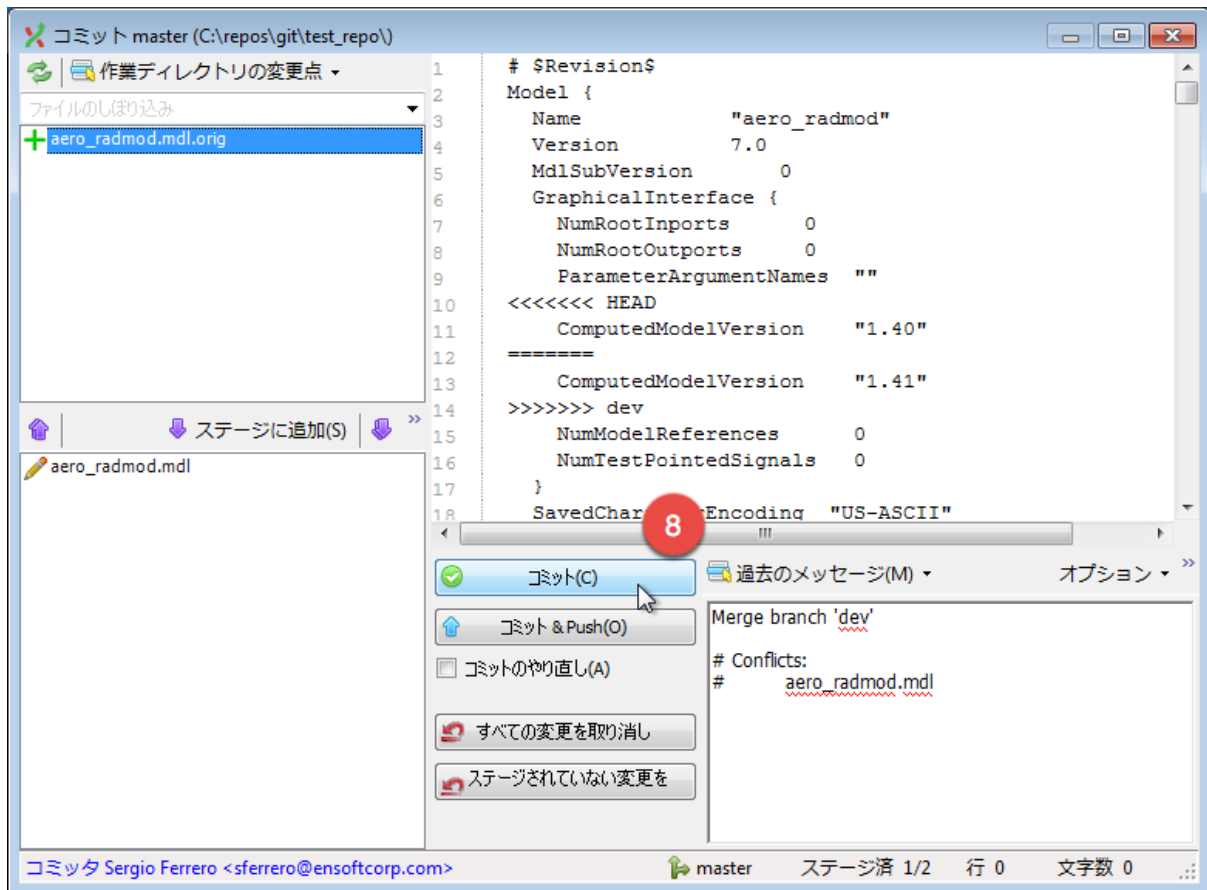 コミット master (C:\repos\git\test_repo\)
作業ディレクトリの変更点
ファイルのしぼり込み
aero_radmod.mdl.orig
ステージに追加(S)
aero_radmod.mdl
1 # $Revision$
2 Model {
3 Name "aero_radmod"
4 Version 7.0
5 MdlSubVersion 0
6 GraphicalInterface {
7 NumRootInports 0
8 NumRootOutports 0
9 ParameterArgumentNames ""
10 <<<<<<< HEAD
11 ComputedModelVersion "1.40"
12 =======
13 ComputedModelVersion "1.41"
14 >>>>>>> dev
15 NumModelReferences 0
16 NumTestPointedSignals 0
17 }
18 SavedChar Encoding "US-ASCII"
8
コミット(C)
コミット & Push(O)
コミットのやり直し(A)
すべての変更を取り消し
ステージされていない変更を
過去のメッセージ(M)
オプション
Merge branch 'dev'
# Conflicts:
# aero_radmod.mdl
コミッタ Sergio Ferrero <sferrero@ensoftcorp.com>
master
ステージ済 1/2
行 0
文字数 0